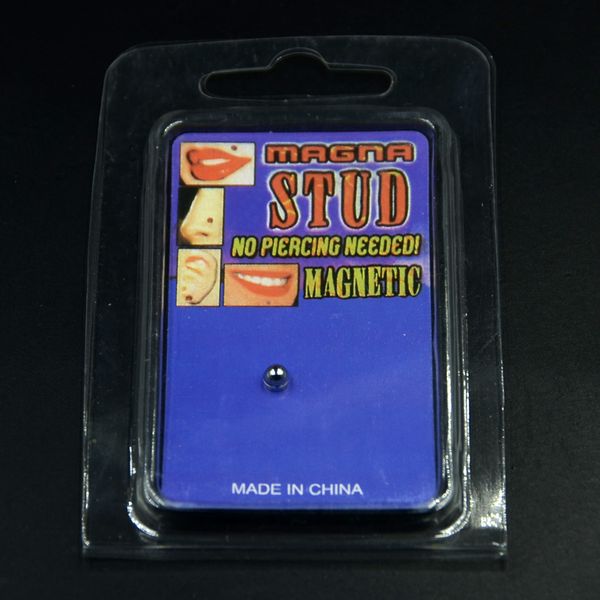 MAGNA
STUD
NO PIERCING NEEDED!
MAGNETIC
MADE IN CHINA